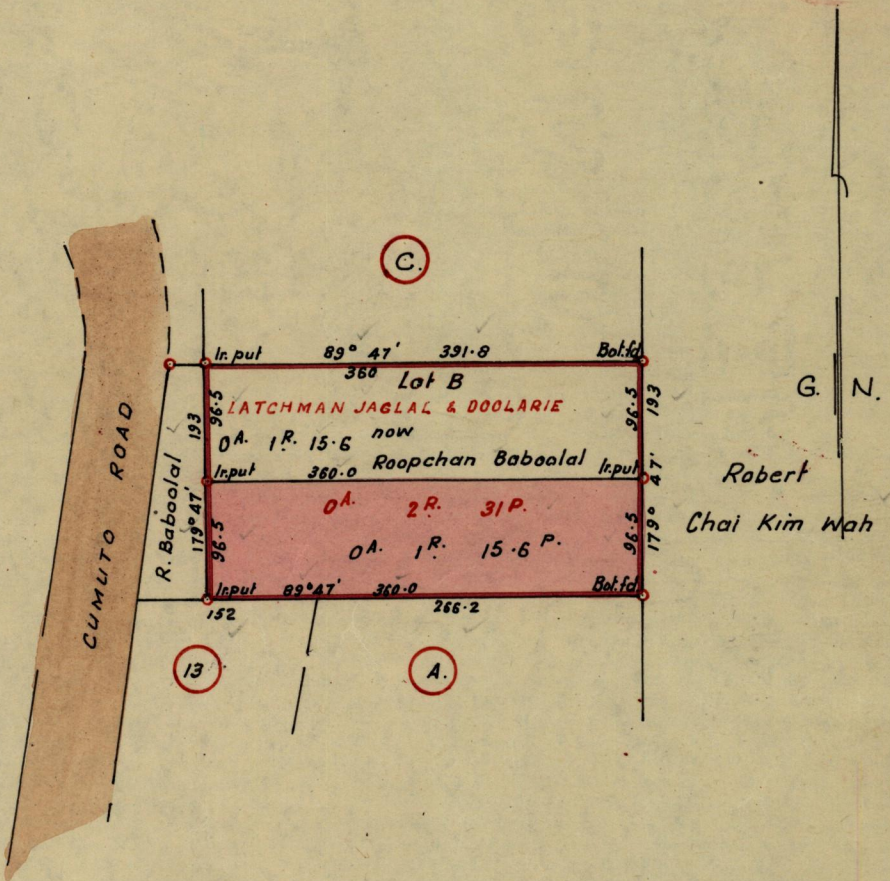 C.
Ir. put 89° 47' 391.8 Bot. fd
360 Lot B
LATCHMAN JAGLAL & DOOLARIE
0A. 1R. 15.6 now
Roopchan Baboolal
Ir. put 360.0 Ir. put
0A. 2R. 31P.
0A. 1R. 15.6 P.
Ir. put 89°47' 360.0 Bot. fd
152 266.2
13
A.
96.5
193
96.5
179°47'
R. Baboolal
CUMUTO ROAD
96.5
193
96.5
179° 47'
G. N.
Robert
Chai Kim Wah